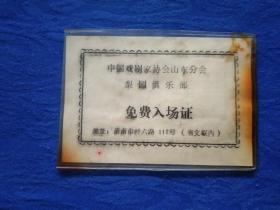 中国戏剧家协会山东分会
梨园俱乐部
免费入场证
地址：济南市纬六路112号（省文联内）